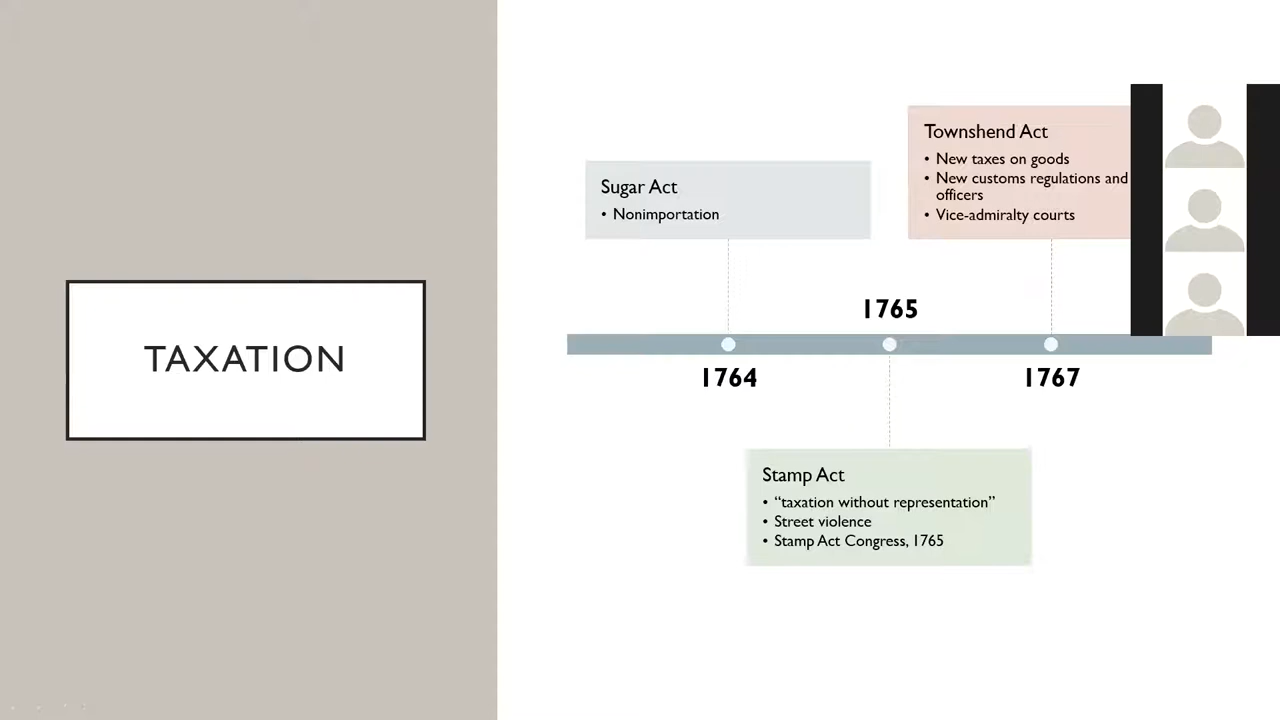 TAXATION
Sugar Act
• Nonimportation
Townshend Act
• New taxes on goods
• New customs regulations and
officers
• Vice-admiralty courts
1765
1764
1767
Stamp Act
• “taxation without representation”
• Street violence
• Stamp Act Congress, 1765